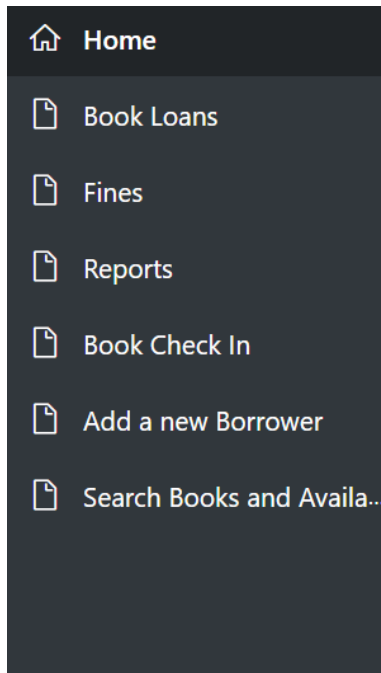 Home
Book Loans
Fines
Reports
Book Check In
Add a new Borrower
Search Books and Availa...